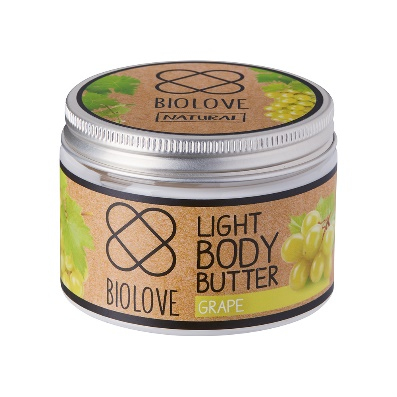 BIOLOVE
NATURAL
BIOLOVE
LIGHT
BODY
BUTTER
GRAPE